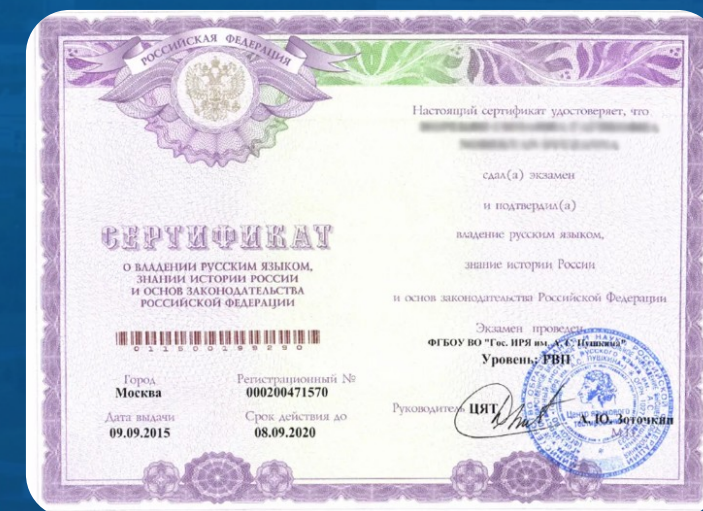 РОССИЙСКАЯ ФЕДЕРАЦИЯ
СЕРТИФИКАТ
О ВЛАДЕНИИ РУССКИМ ЯЗЫКОМ,
ЗНАНИИ ИСТОРИИ РОССИИ
И ОСНОВ ЗАКОНОДАТЕЛЬСТВА
РОССИЙСКОЙ ФЕДЕРАЦИИ
Город
Москва
Регистрационный №
000200471570
Дата выдачи
09.09.2015
Срок действия до
08.09.2020
Настоящий сертификат удостоверяет, что
сдал(а) экзамен
и подтвердил(а)
владение русским языком,
знание истории России
и основ законодательства Российской Федерации
Экзамен проведен
ФГБОУ ВО "Гос. ИРЯ им. А.С. Пушкина"
Уровень: РВП
Руководитель ЦЯТ
А.Ю. Зоточкин